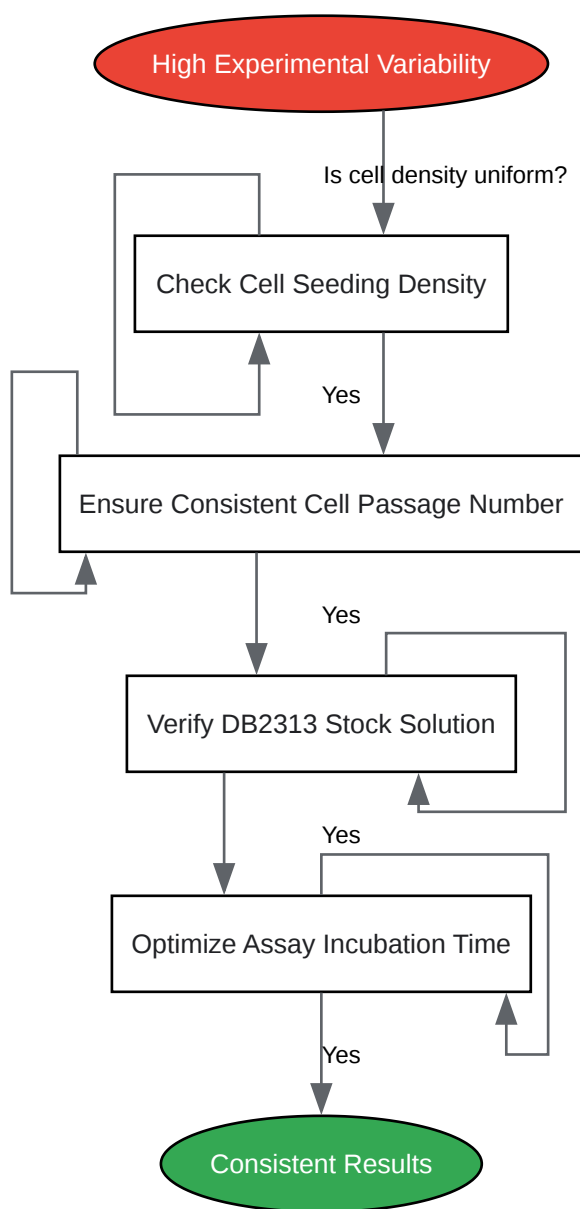 High Experimental Variability
Is cell density uniform?
Check Cell Seeding Density
Yes
Ensure Consistent Cell Passage Number
Yes
Verify DB2313 Stock Solution
Yes
Optimize Assay Incubation Time
Yes
Consistent Results